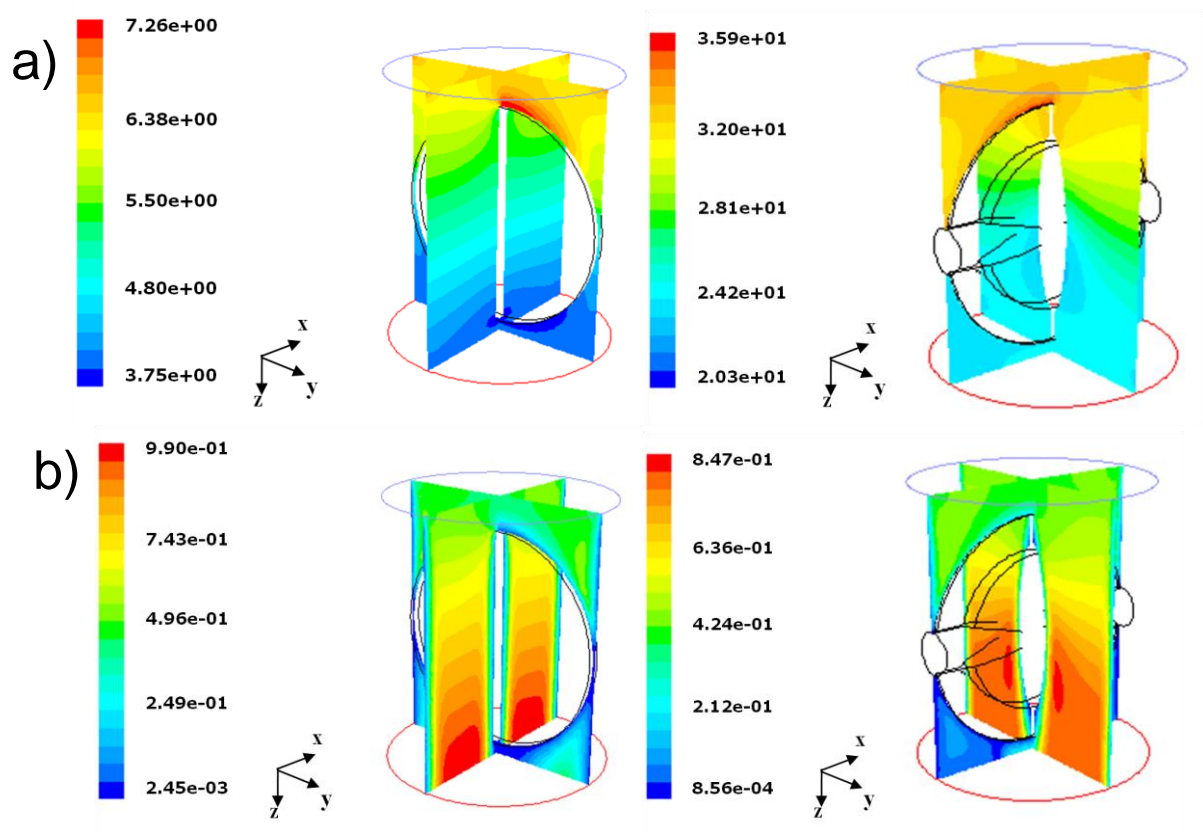 a)
7.26e+00
6.38e+00
5.50e+00
4.80e+00
3.75e+00
x
y
z
3.59e+01
3.20e+01
2.81e+01
2.42e+01
2.03e+01
x
y
z
b)
9.90e-01
7.43e-01
4.96e-01
2.49e-01
2.45e-03
x
y
z
8.47e-01
6.36e-01
4.24e-01
2.12e-01
8.56e-04
x
y
z